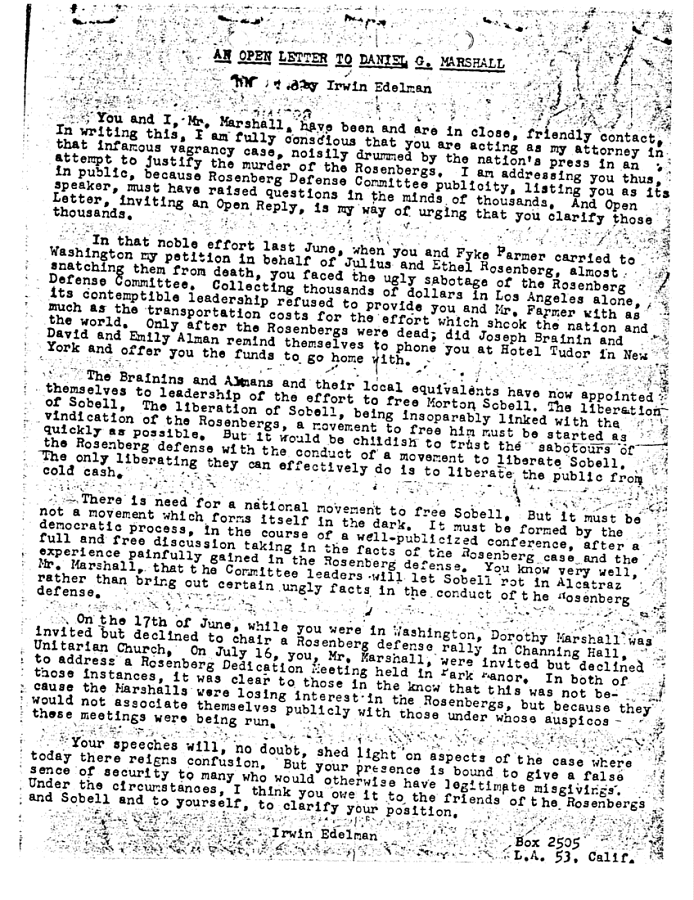 AN OPEN LETTER TO DANIEL G. MARSHALL
by Irwin Edelman
You and I, Mr. Marshall, have been and are in close, friendly contact.
In writing this, I am fully conscious that you are acting as my attorney in
that infamous vagrancy case, noisily drummed by the nation's press in an
attempt to justify the murder of the Rosenbergs. I am addressing you thus,
in public, because Rosenberg Defense Committee publicity, listing you as its
speaker, must have raised questions in the minds of thousands. And Open
Letter, inviting an Open Reply, is my way of urging that you clarify those
thousands.
In that noble effort last June, when you and Fyke Farmer carried to
Washington my petition in behalf of Julius and Ethel Rosenberg, almost
snatching them from death, you faced the ugly sabotage of the Rosenberg
Defense Committee. Collecting thousands of dollars in Los Angeles alone,
its contemptible leadership refused to provide you and Mr. Farmer with as
much as the transportation costs for the effort which shook the nation and
the world. Only after the Rosenbergs were dead, did Joseph Brainin and
David and Emily Alman remind themselves to phone you at Hotel Tudor in New
York and offer you the funds to go home with.
The Brainins and Almans and their local equivalents have now appointed
themselves to leadership of the effort to free Morton Sobell. The liberation
of Sobell, The liberation of Sobell, being insoparably linked with the
vindication of the Rosenbergs, a movement to free him must be started as
quickly as possible. But it would be childish to trust the sabotours of
the Rosenberg defense with the conduct of a movement to liberate Sobell.
The only liberating they can effectively do is to liberate the public from
cold cash.
There is need for a national movement to free Sobell. But it must be
not a movement which forms itself in the dark. It must be formed by the
democratic process, in the course of a well-publicized conference, after a
full and free discussion taking in the facts of the Rosenberg case and the
experience painfully gained in the Rosenberg defense. You know very well,
Mr. Marshall, that the Committee leaders will let Sobell rot in Alcatraz
rather than bring out certain ungly facts in the conduct of the Rosenberg
defense.
On the 17th of June, while you were in Washington, Dorothy Marshall was
invited but declined to chair a Rosenberg defense rally in Channing Hall,
Unitarian Church. On July 16, you, Mr. Marshall, were invited but declined
to address a Rosenberg Dedication Meeting held in Park Manor. In both of
those instances, it was clear to those in the know that this was not be-
cause the Marshalls were losing interest in the Rosenbergs, but because they
would not associate themselves publicly with those under whose auspicos
these meetings were being run.
Your speeches will, no doubt, shed light on aspects of the case where
today there reigns confusion. But your presence is bound to give a false
sence of security to many who would otherwise have legitimate misgivings.
Under the circumstances, I think you owe it to the friends of the Rosenbergs
and Sobell and to yourself, to clarify your position.
Irwin Edelman
Box 2505
L.A. 53, Calif.